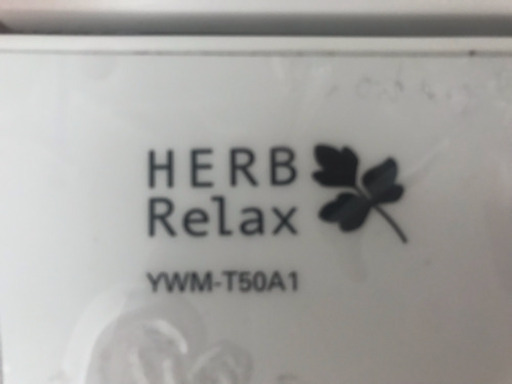 HERB
Relax
YWM-T50A1